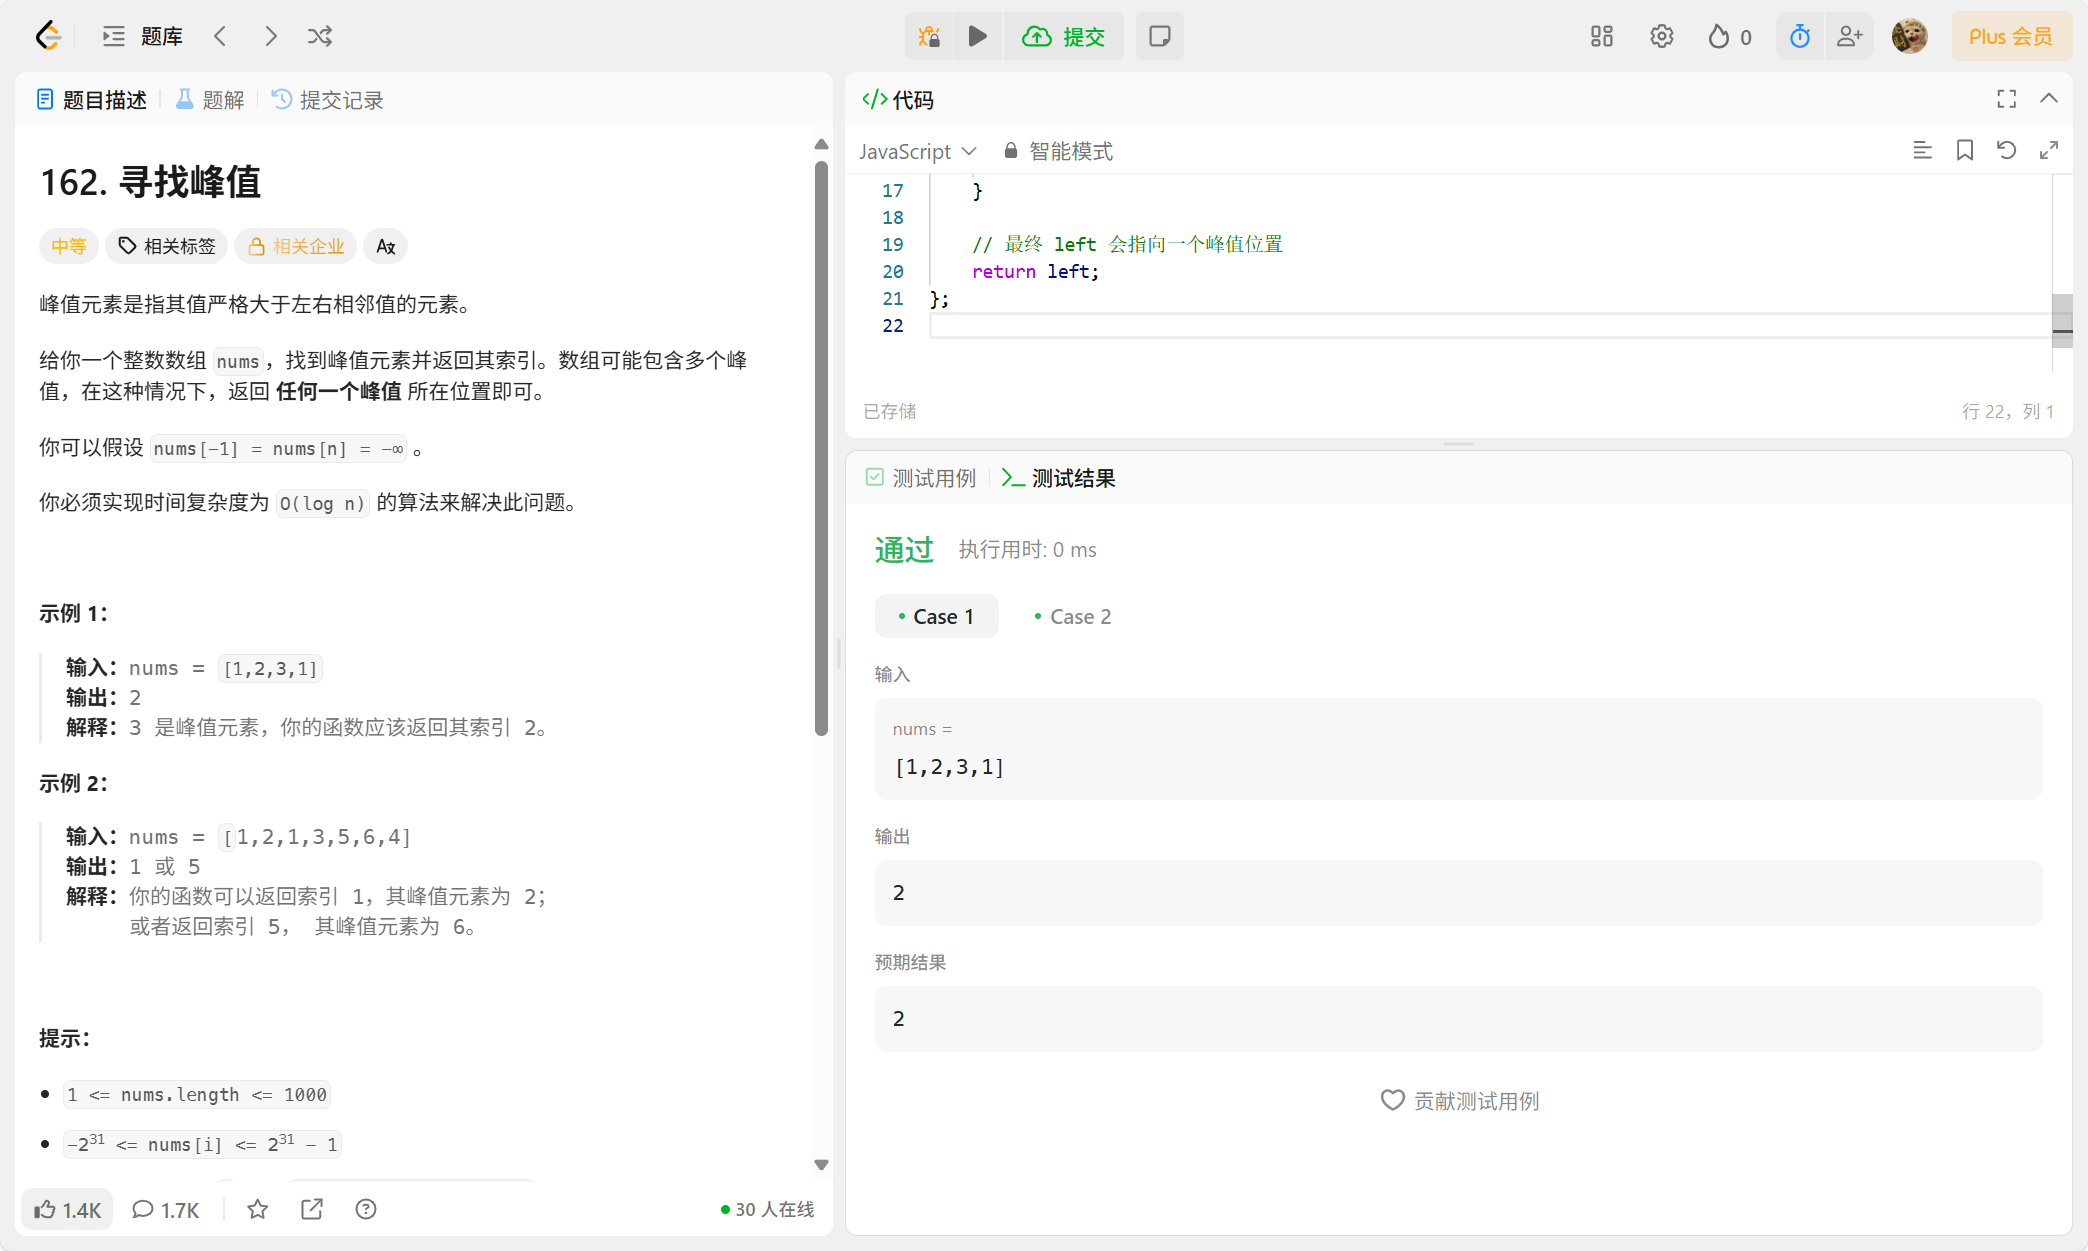 题库
提交
0
Plus 会员
题目描述
题解
提交记录
162. 寻找峰值
中等
相关标签
相关企业
峰值元素是指其值严格大于左右相邻值的元素。
给你一个整数数组 nums，找到峰值元素并返回其索引。数组可能包含多个峰
值，在这种情况下，返回 任何一个峰值 所在位置即可。
你可以假设 nums[-1] = nums[n] = -∞ 。
你必须实现时间复杂度为 O(log n) 的算法来解决此问题。
示例 1：
输入：nums = [1,2,3,1]
输出：2
解释：3 是峰值元素，你的函数应该返回其索引 2。
示例 2：
输入：nums = [1,2,1,3,5,6,4]
输出：1 或 5
解释：你的函数可以返回索引 1，其峰值元素为 2；
或者返回索引 5， 其峰值元素为 6。
提示：
1 <= nums.length <= 1000
-2^31 <= nums[i] <= 2^31 - 1
1.4K
1.7K
30 人在线
</> 代码
JavaScript
智能模式
17 }
18
19 // 最终 left 会指向一个峰值位置
20 return left;
21 };
22
已存储
行 22，列 1
测试用例
测试结果
通过
执行用时: 0 ms
Case 1
Case 2
输入
nums =
[1,2,3,1]
输出
2
预期结果
2
贡献测试用例